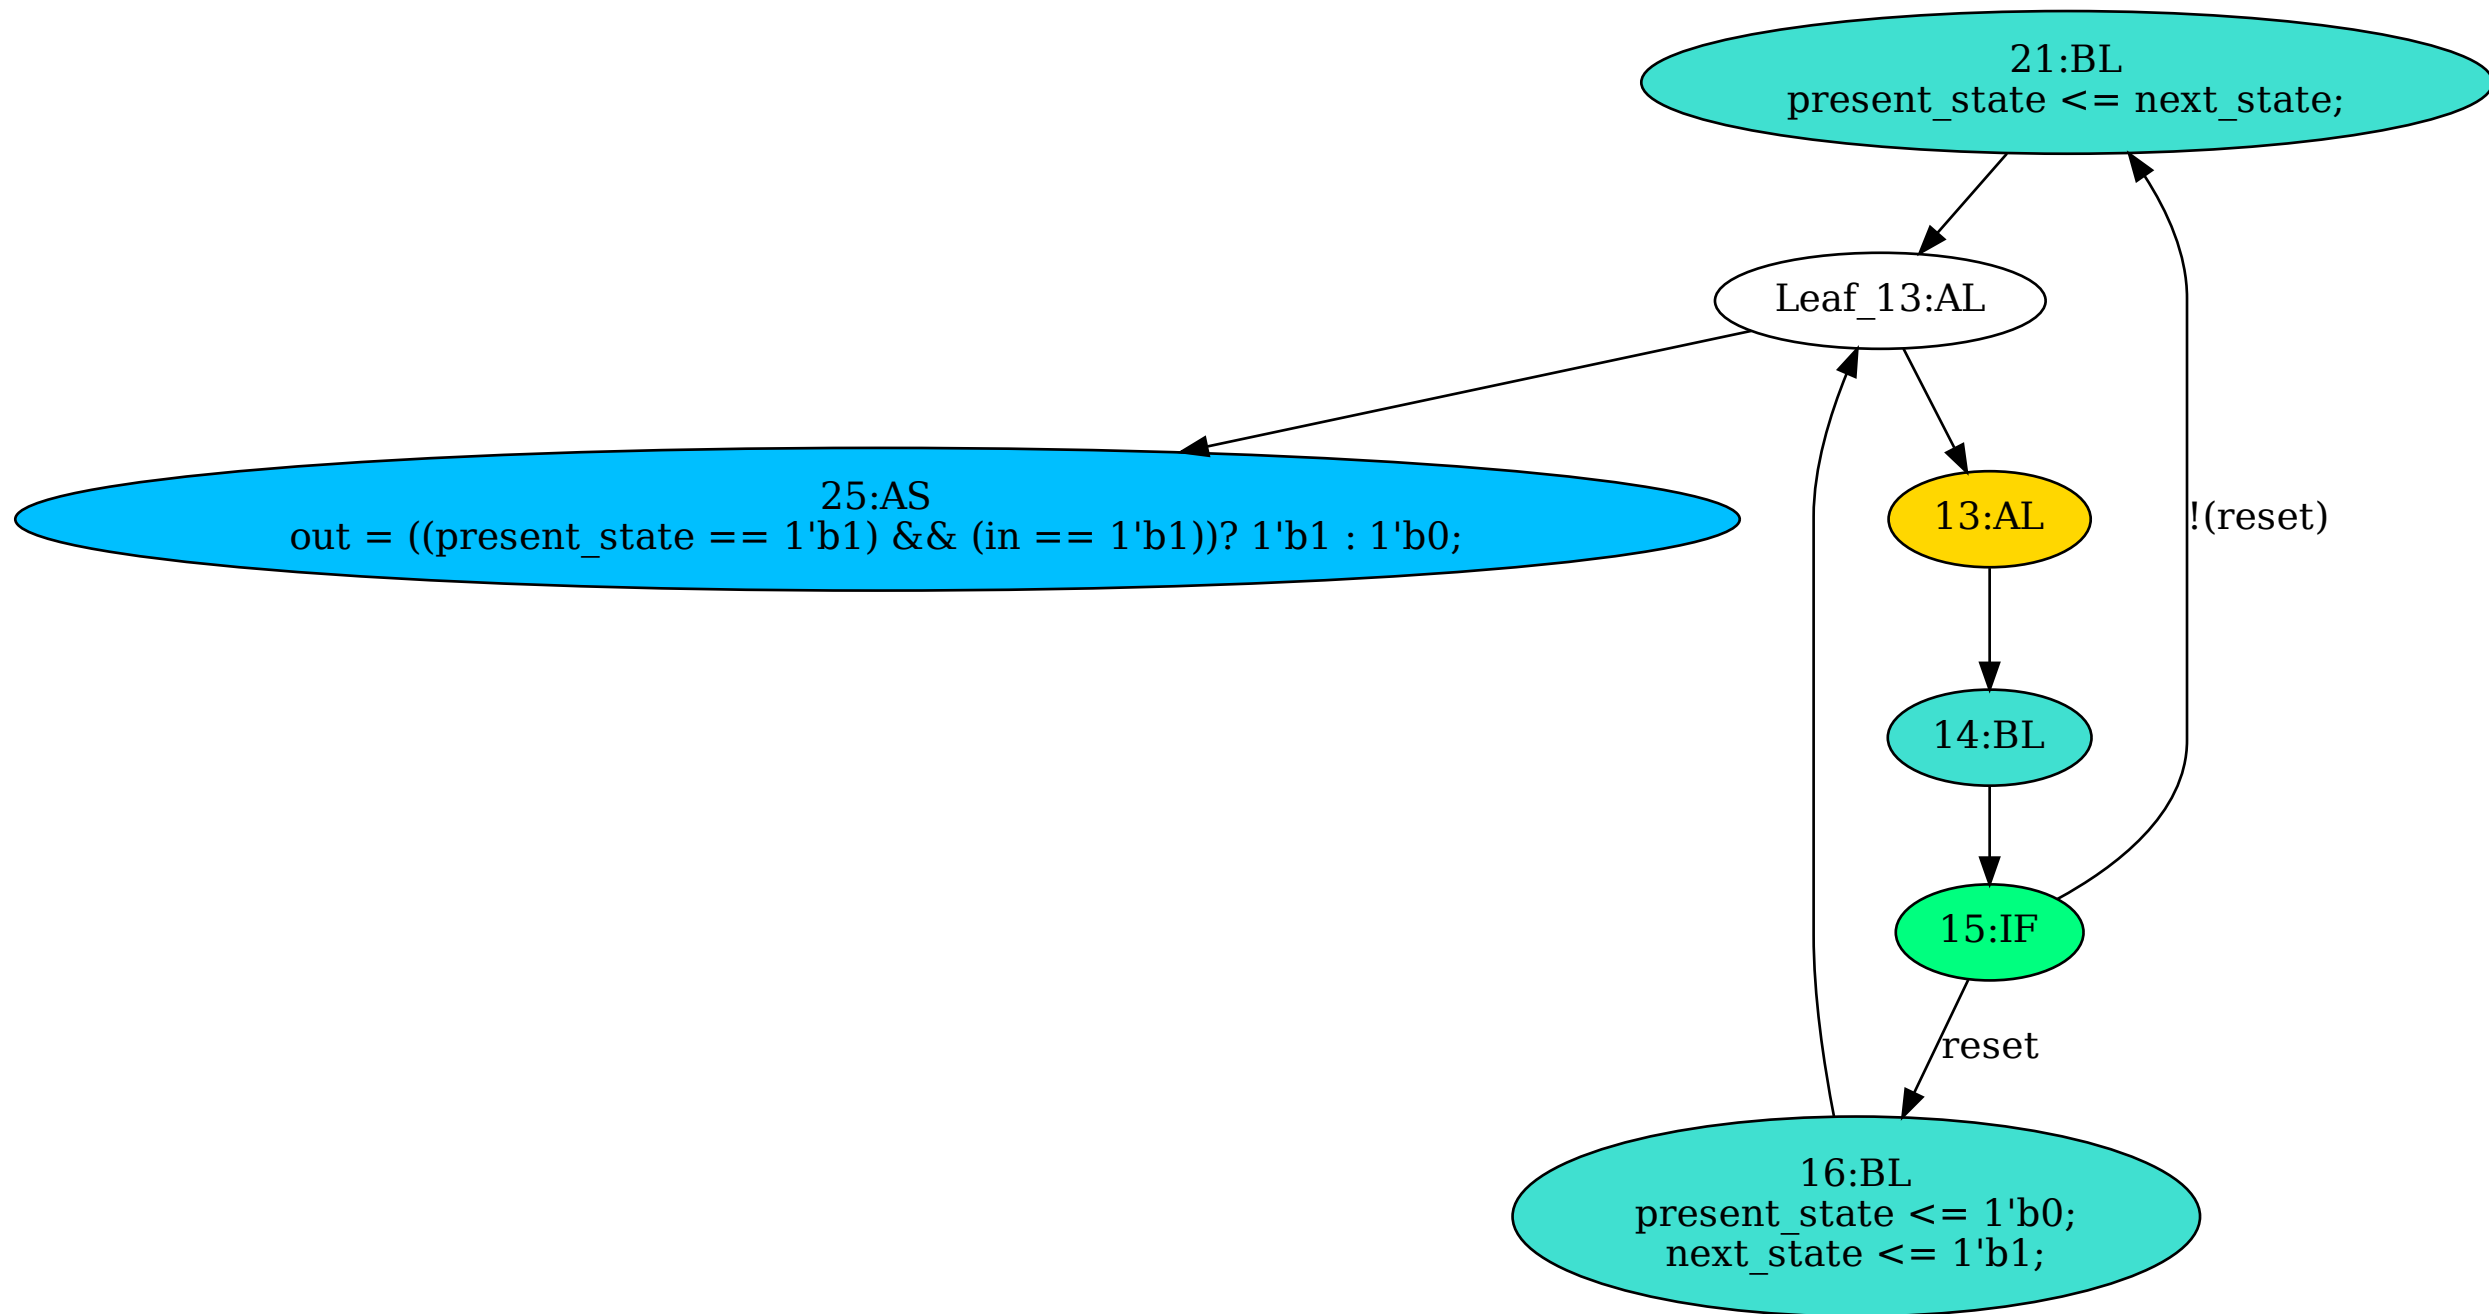 21:BL
present_state <= next_state;
Leaf_13:AL
25:AS
out = ((present_state == 1'b1) && (in == 1'b1))? 1'b1 : 1'b0;
13:AL
!(reset)
14:BL
15:IF
reset
16:BL
present_state <= 1'b0;
next_state <= 1'b1;